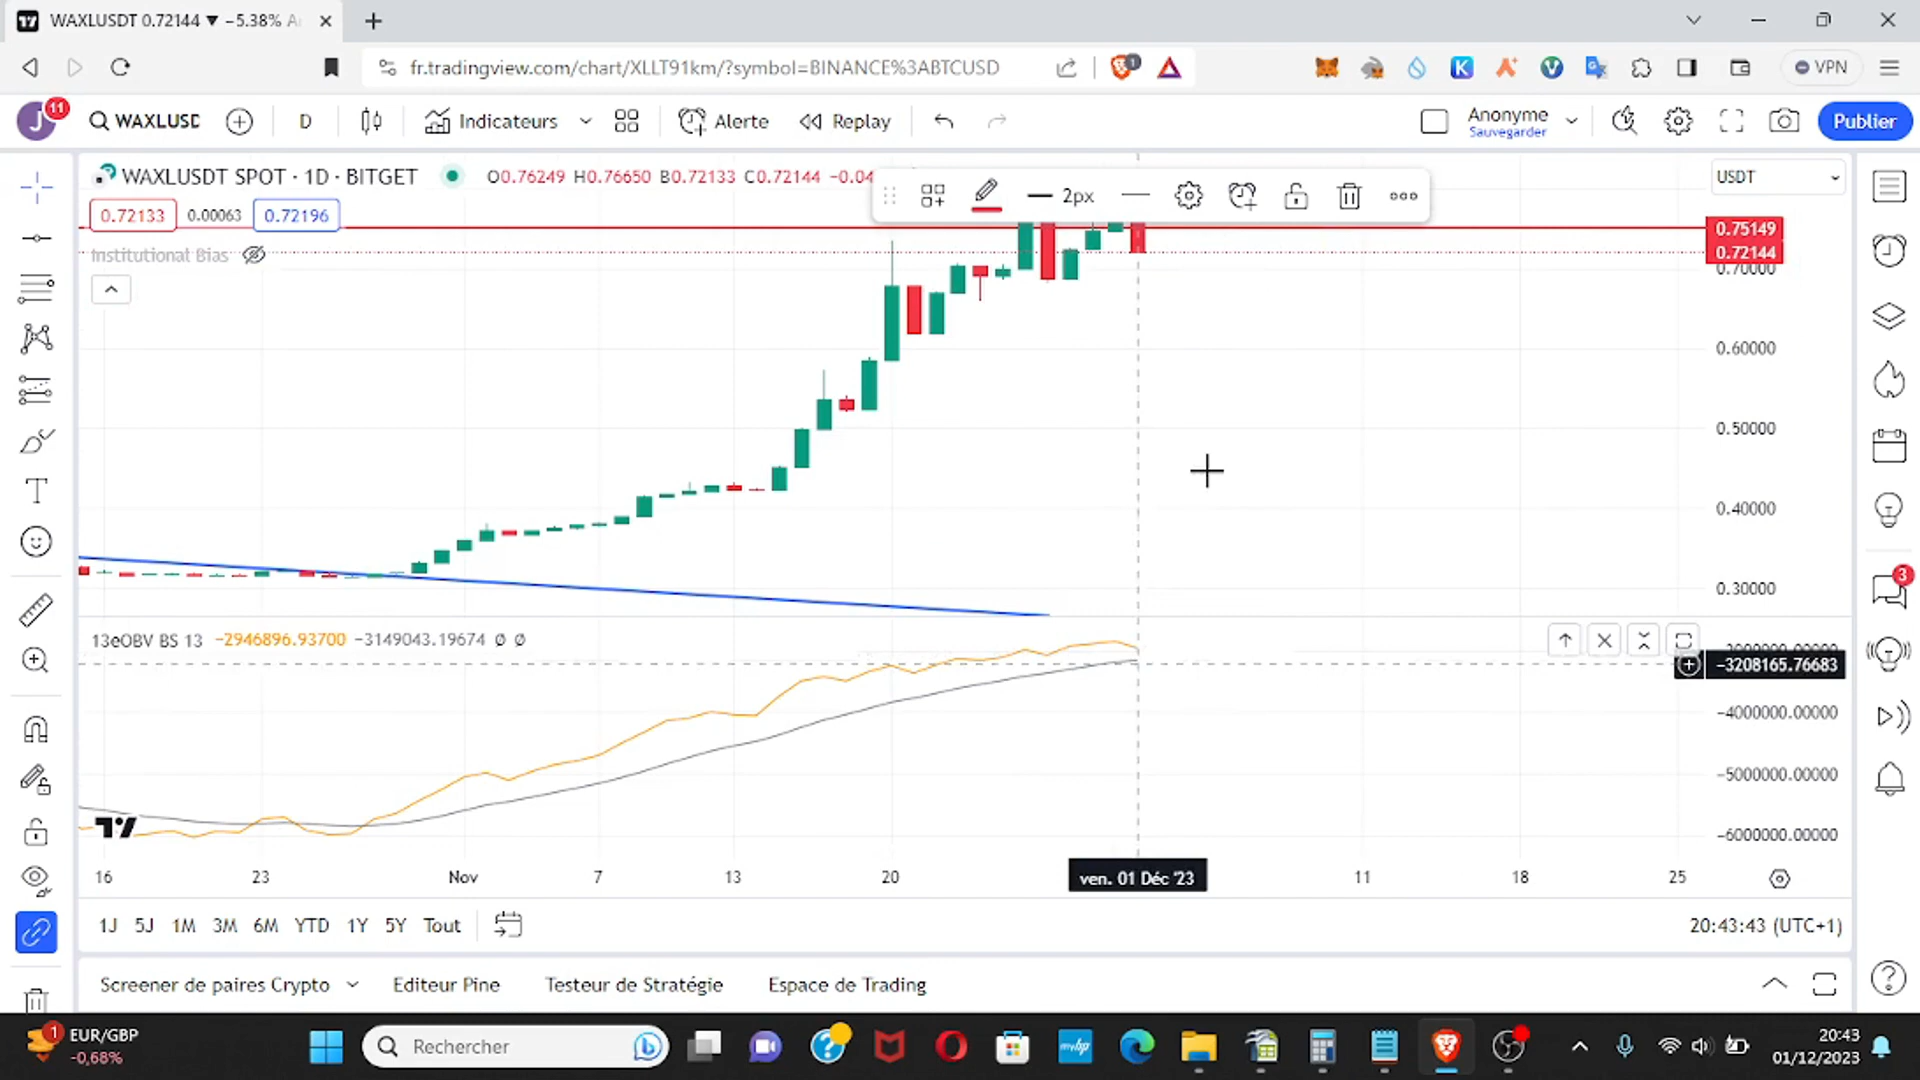 WAXLUSDT 0.72144 ▼ −5.38% A
fr.tradingview.com/chart/XLLT91km/?symbol=BINANCE%3ABTCUSD
1
VPN
J
11
WAXLUSD
D
Indicateurs
Alerte
Replay
Anonyme
Sauvegarder
Publier
WAXLUSDT SPOT · 1D · BITGET
O0.76249 H0.76650 B0.72133 C0.72144 −0.04
2px
USDT
0.72133
0.00063
0.72196
Institutional Bias
0.75149
0.72144
0.70000
0.60000
0.50000
0.40000
0.30000
13eOBV BS 13 −2946896.93700 −3149043.19674 ∅ ∅
−3208165.76683
−4000000.00000
−5000000.00000
−6000000.00000
3
16
23
Nov
7
13
20
ven. 01 Déc '23
11
18
25
1J 5J 1M 3M 6M YTD 1Y 5Y Tout
20:43:43 (UTC+1)
Screener de paires Crypto
Editeur Pine
Testeur de Stratégie
Espace de Trading
1
EUR/GBP
-0,68%
Rechercher
20:43
01/12/2023